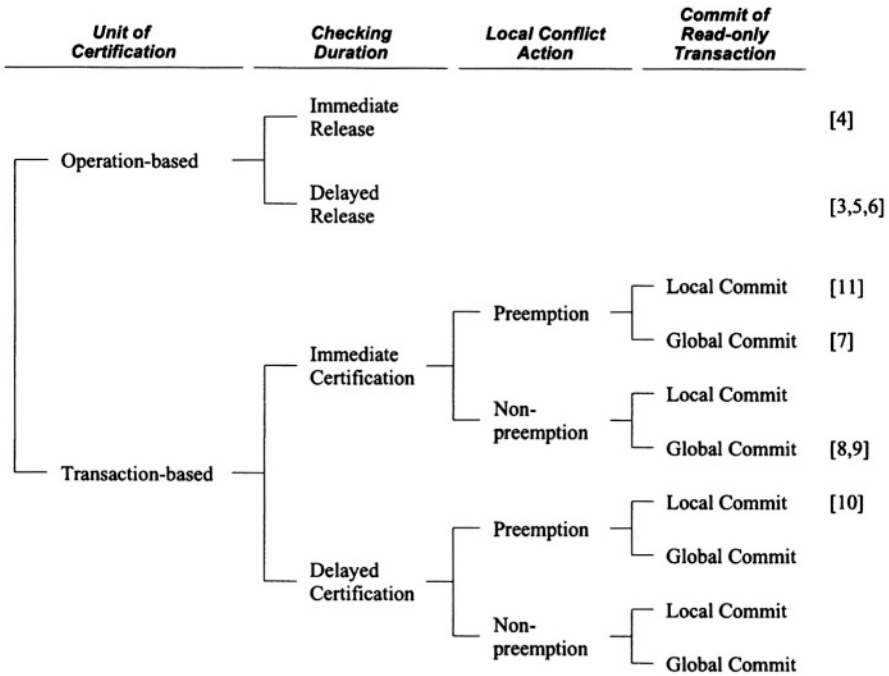 Unit of Certification
Checking Duration
Local Conflict Action
Commit of Read-only Transaction
Operation-based
Immediate Release
[4]
Delayed Release
[3,5,6]
Transaction-based
Immediate Certification
Preemption
Local Commit [11]
Global Commit [7]
Non-preemption
Local Commit
Global Commit [8,9]
Delayed Certification
Preemption
Local Commit [10]
Global Commit
Non-preemption
Local Commit
Global Commit